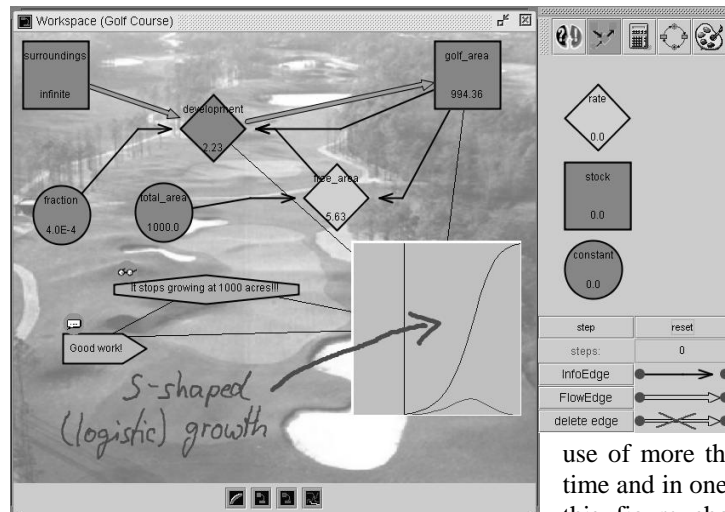 Workspace (Golf Course)
surroundings
infinite
golf_area
994.36
development
2.23
fraction
4.0E-4
total_area
1000.0
free_area
5.63
It stops growing at 1000 acres!!!
Good work!
S-shaped
(logistic) growth
rate
0.0
stock
0.0
constant
0.0
step reset
steps: 0
InfoEdge
FlowEdge
delete edge
use of more th
time and in one